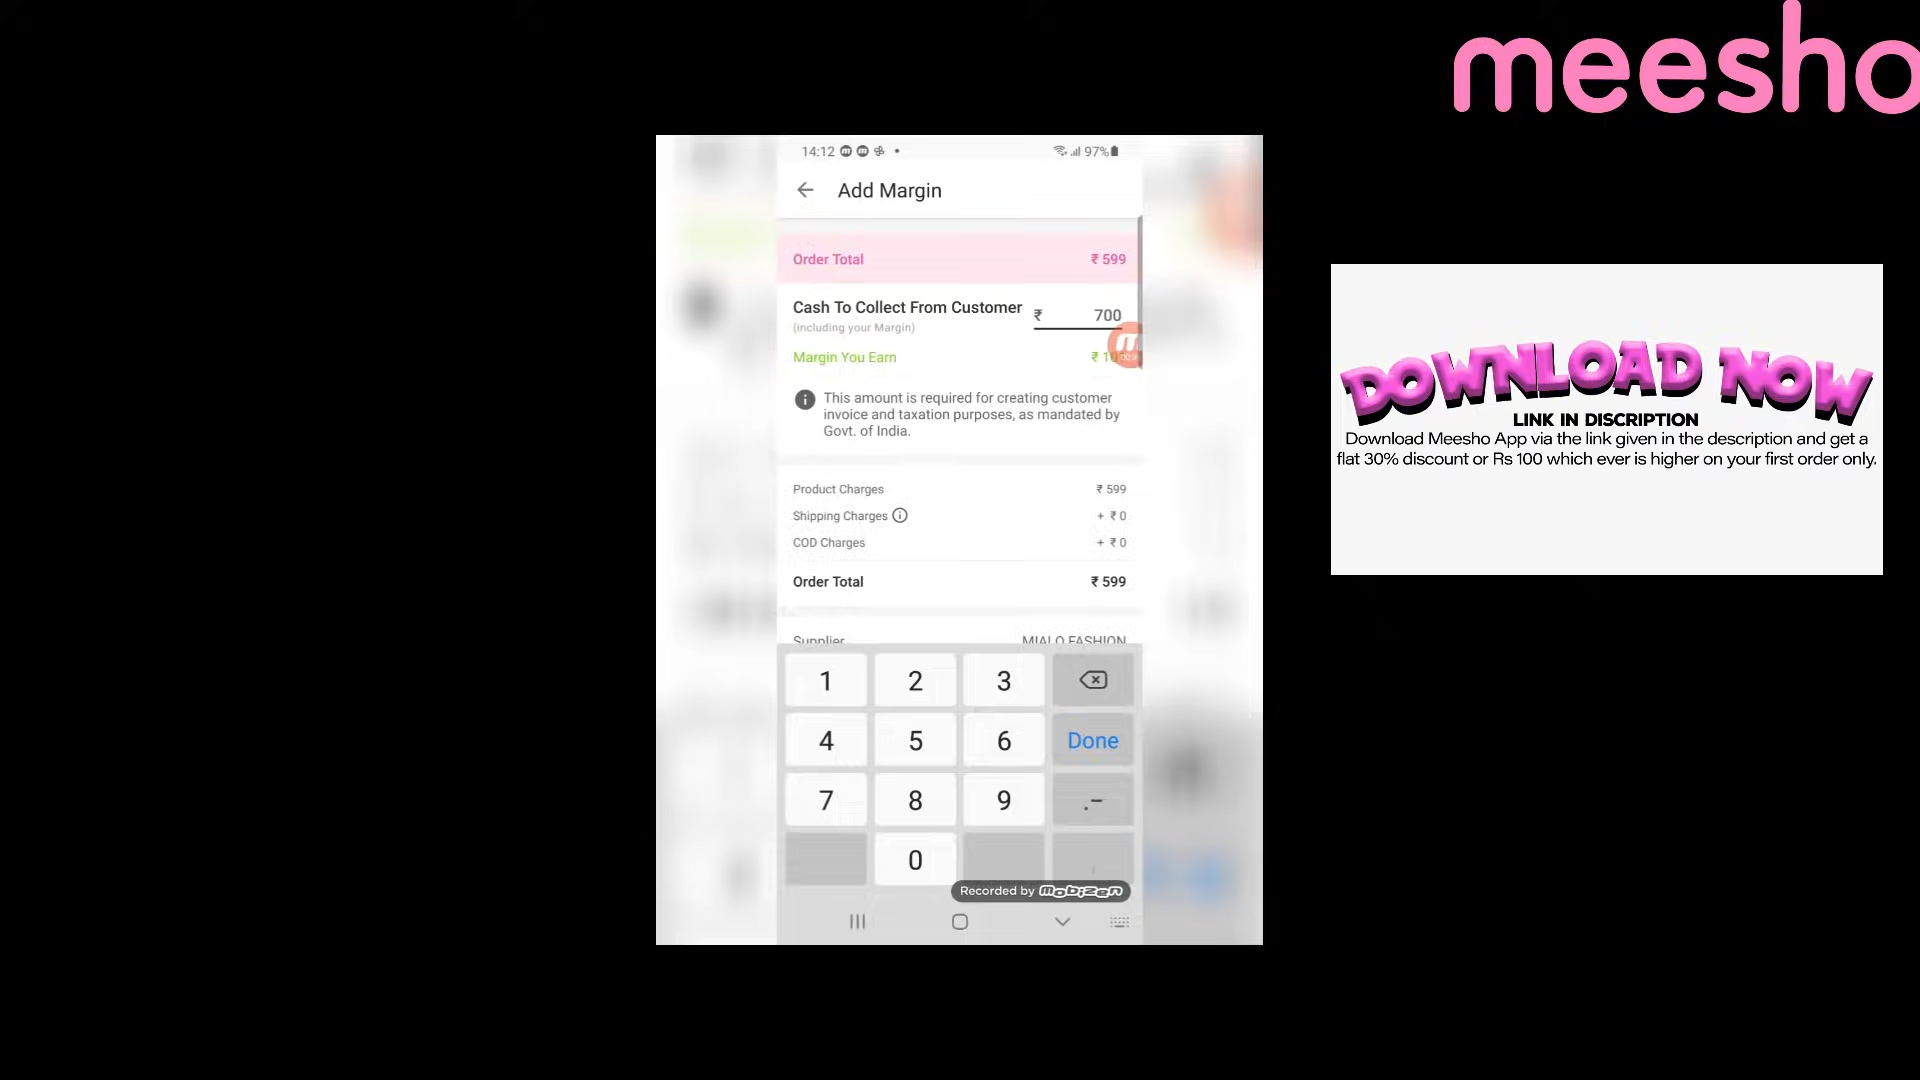 meesho
14:12
97%
Add Margin
Order Total ₹ 599
Cash To Collect From Customer ₹ 700
(including your Margin)
Margin You Earn ₹
This amount is required for creating customer
invoice and taxation purposes, as mandated by
Govt. of India.
Product Charges ₹ 599
Shipping Charges + ₹ 0
COD Charges + ₹ 0
Order Total ₹ 599
Supplier MIALO FASHION
1 2 3
4 5 6 Done
7 8 9 .-
0 ,
Recorded by mobizen
DOWNLOAD NOW
LINK IN DISCRIPTION
Download Meesho App via the link given in the description and get a
flat 30% discount or Rs 100 which ever is higher on your first order only.